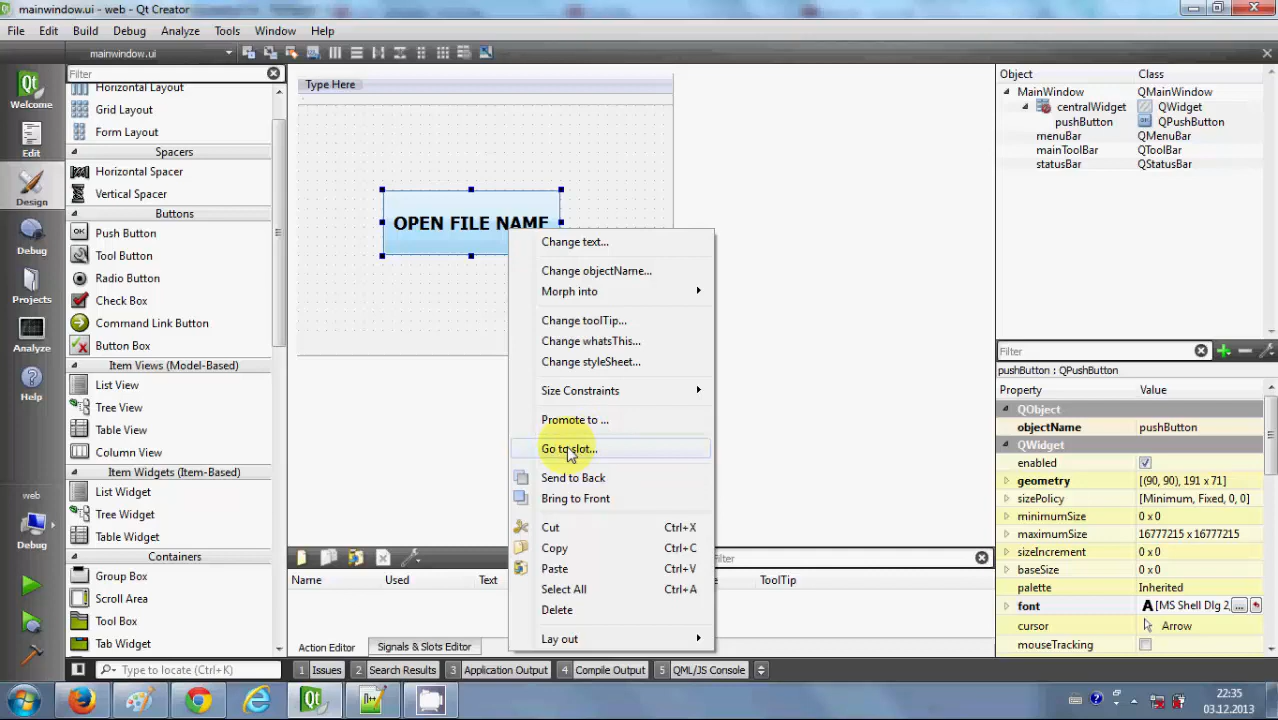 mainwindow.ui - web - Qt Creator
File Edit Build Debug Analyze Tools Window Help
mainwindow.ui
Welcome
Edit
Design
Debug
Projects
Analyze
Help
web
Debug
Filter
Horizontal Layout
Grid Layout
Form Layout
Spacers
Horizontal Spacer
Vertical Spacer
Buttons
Push Button
Tool Button
Radio Button
Check Box
Command Link Button
Button Box
Item Views (Model-Based)
List View
Tree View
Table View
Column View
Item Widgets (Item-Based)
List Widget
Tree Widget
Table Widget
Containers
Group Box
Scroll Area
Tool Box
Tab Widget
Type Here
OPEN FILE NAME
Change text...
Change objectName...
Morph into
Change toolTip...
Change whatsThis...
Change styleSheet...
Size Constraints
Promote to ...
Go to slot...
Send to Back
Bring to Front
Cut Ctrl+X
Copy Ctrl+C
Paste Ctrl+V
Select All Ctrl+A
Delete
Lay out
Filter
Name Used Text ToolTip
Action Editor Signals & Slots Editor
Object Class
MainWindow QMainWindow
centralWidget QWidget
pushButton QPushButton
menuBar QMenuBar
mainToolBar QToolBar
statusBar QStatusBar
Filter
pushButton : QPushButton
Property Value
QObject
objectName pushButton
QWidget
enabled
geometry [(90, 90), 191 x 71]
sizePolicy [Minimum, Fixed, 0, 0]
minimumSize 0 x 0
maximumSize 16777215 x 16777215
sizeIncrement 0 x 0
baseSize 0 x 0
palette Inherited
font A [MS Shell Dlg 2, ...
cursor Arrow
mouseTracking
Type to locate (Ctrl+K) 1 Issues 2 Search Results 3 Application Output 4 Compile Output 5 QML/JS Console
22:35
03.12.2013